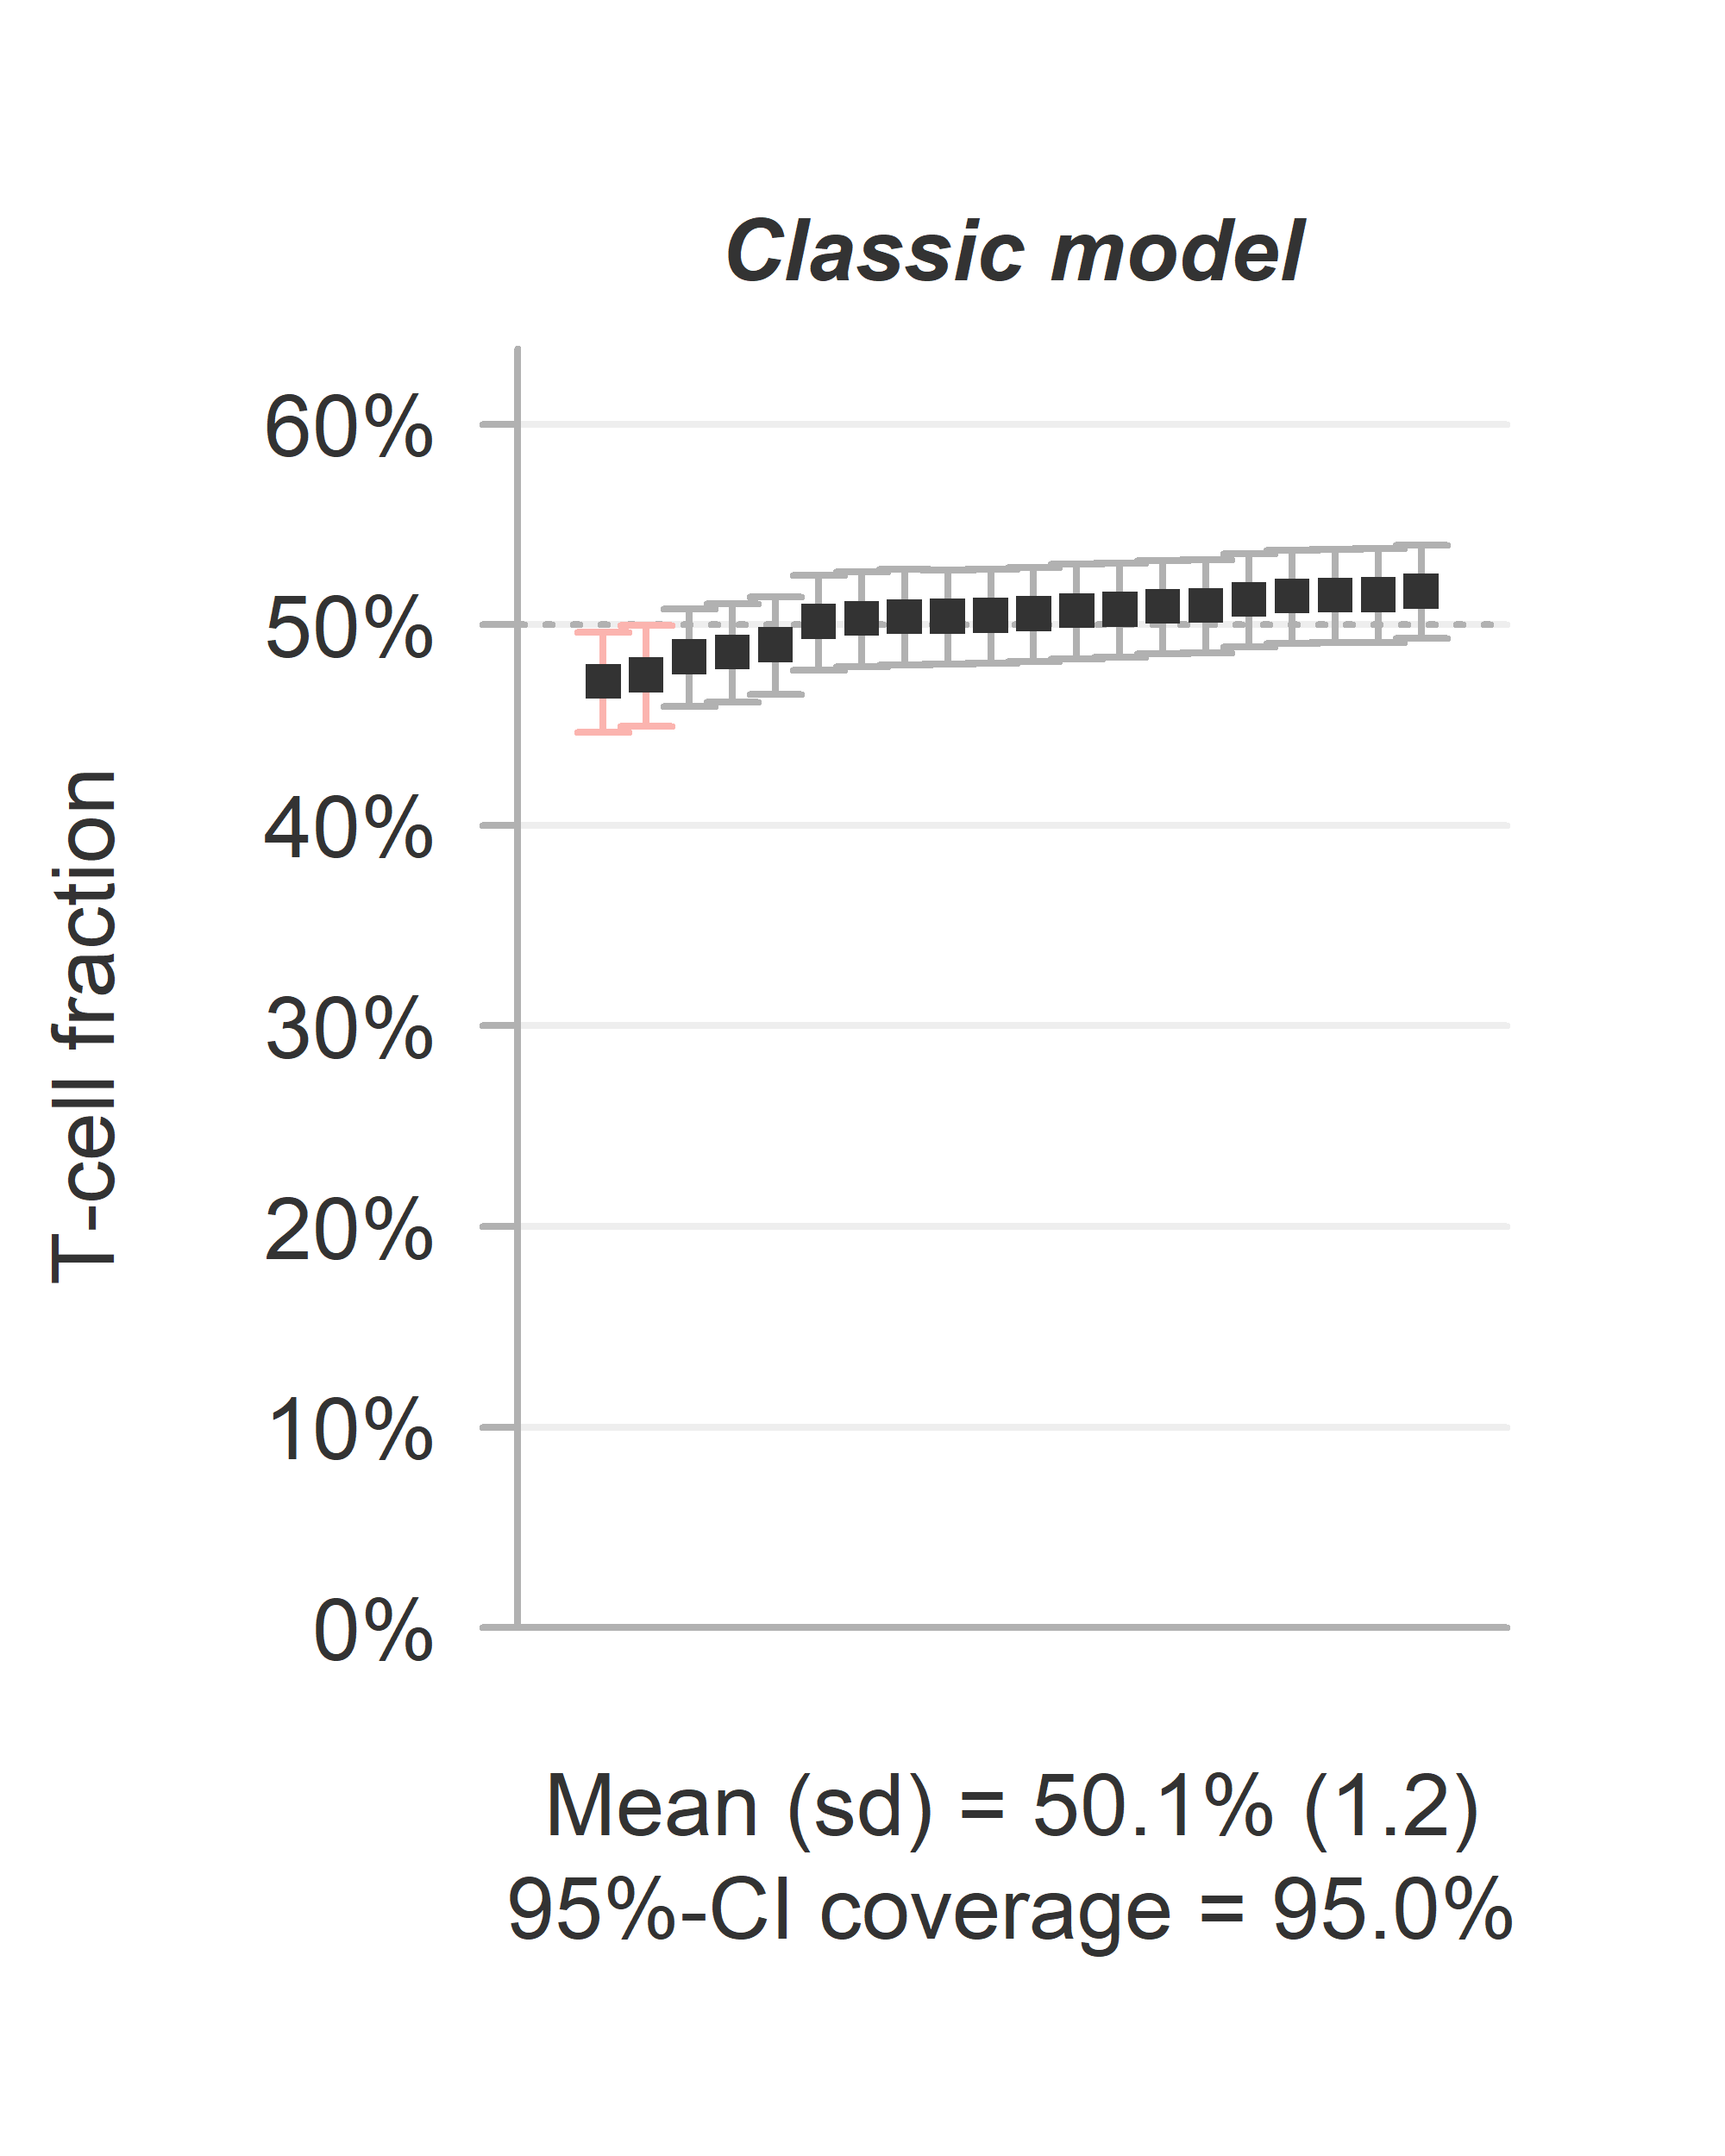 Classic model
60%
50%
40%
30%
20%
10%
0%
T-cell fraction
Mean (sd) = 50.1% (1.2)
95%-CI coverage = 95.0%